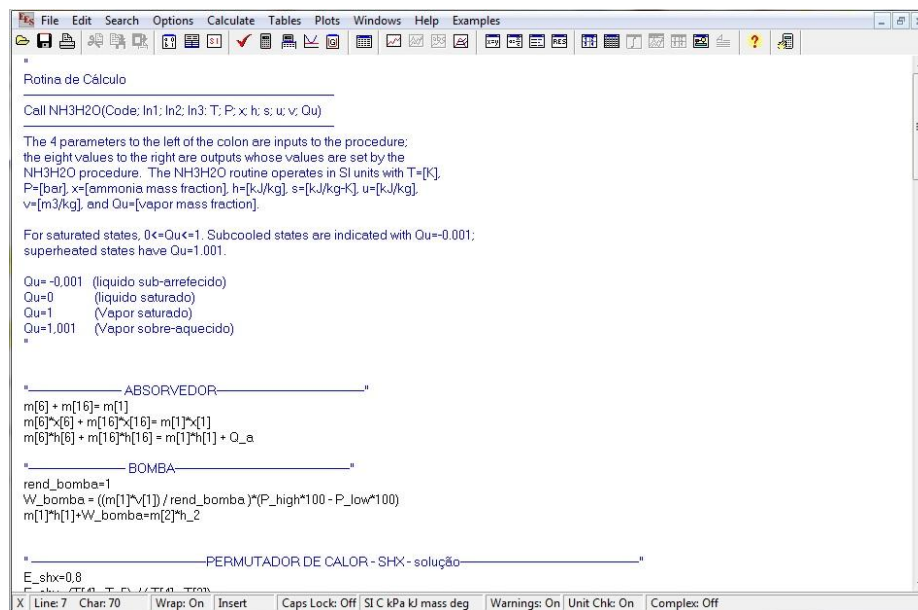 File Edit Search Options Calculate Tables Plots Windows Help Examples
"
Rotina de Cálculo
Call NH3H2O(Code; In1; In2; In3: T; P; x; h; s; u; v; Qu)
The 4 parameters to the left of the colon are inputs to the procedure;
the eight values to the right are outputs whose values are set by the
NH3H2O procedure. The NH3H2O routine operates in SI units with T=[K],
P=[bar], x=[ammonia mass fraction], h=[kJ/kg], s=[kJ/kg-K], u=[kJ/kg],
v=[m3/kg], and Qu=[vapor mass fraction].
For saturated states, 0<=Qu<=1. Subcooled states are indicated with Qu=-0.001;
superheated states have Qu=1.001.
Qu= -0,001 (liquido sub-arrefecido)
Qu=0 (liquido saturado)
Qu=1 (Vapor saturado)
Qu=1,001 (Vapor sobre-aquecido)
"
"——————— ABSORVEDOR———————————"
m[6] + m[16]= m[1]
m[6]*x[6] + m[16]*x[16]= m[1]*x[1]
m[6]*h[6] + m[16]*h[16] = m[1]*h[1] + Q_a
"——————— BOMBA—————————————"
rend_bomba=1
W_bomba = ((m[1]*v[1]) / rend_bomba )*(P_high*100 - P_low*100)
m[1]*h[1]+W_bomba=m[2]*h_2
" —————————————PERMUTADOR DE CALOR - SHX - solução—————————————"
E_shx=0,8
X Line: 7 Char: 70 Wrap: On Insert Caps Lock: Off SI C kPa kJ mass deg Warnings: On Unit Chk: On Complex: Off